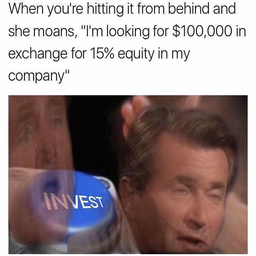 When you're hitting it from behind and
she moans, "I'm looking for $100,000 in
exchange for 15% equity in my
company"
INVEST